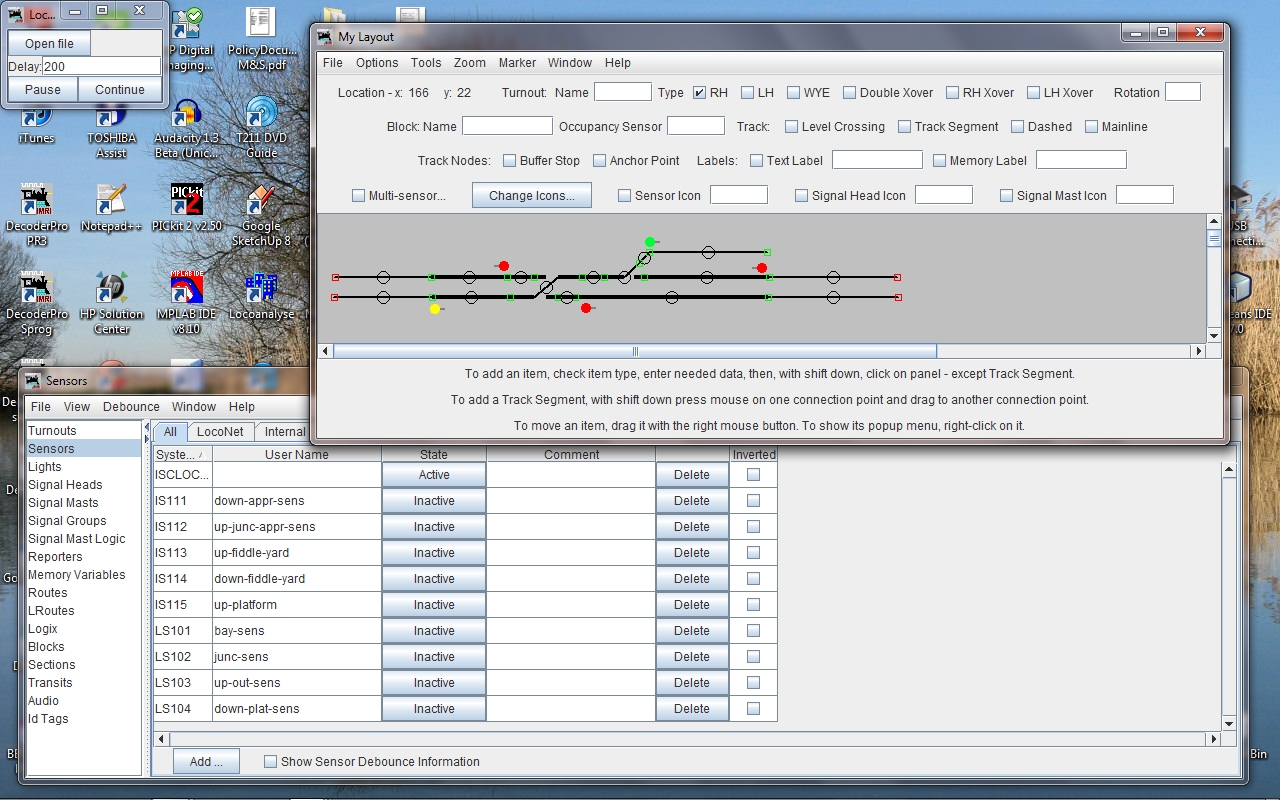 Loc...
Open file
Delay: 200
Pause Continue
PolicyDocu...
M&S.pdf
iTunes
TOSHIBA
Assist
Audacity 1.3
Beta (Unic...
T211 DVD
Guide
DecoderPro
PR3
Notepad++
PICkit 2 v2.50
Google
SketchUp 8
DecoderPro
Sprog
HP Solution
Center
MPLAB IDE
v8.10
Locoanalyse
My Layout
File Options Tools Zoom Marker Window Help
Location - x: 166 y: 22 Turnout: Name Type RH LH WYE Double Xover RH Xover LH Xover Rotation
Block: Name Occupancy Sensor Track: Level Crossing Track Segment Dashed Mainline
Track Nodes: Buffer Stop Anchor Point Labels: Text Label Memory Label
Multi-sensor... Change Icons... Sensor Icon Signal Head Icon Signal Mast Icon
To add an item, check item type, enter needed data, then, with shift down, click on panel - except Track Segment.
To add a Track Segment, with shift down press mouse on one connection point and drag to another connection point.
To move an item, drag it with the right mouse button. To show its popup menu, right-click on it.
Sensors
File View Debounce Window Help
Turnouts
Sensors
Lights
Signal Heads
Signal Masts
Signal Groups
Signal Mast Logic
Reporters
Memory Variables
Routes
LRoutes
Logix
Blocks
Sections
Transits
Audio
Id Tags
All LocoNet Internal
Syste... User Name State Comment Inverted
ISCLOC... Active Delete
IS111 down-appr-sens Inactive Delete
IS112 up-junc-appr-sens Inactive Delete
IS113 up-fiddle-yard Inactive Delete
IS114 down-fiddle-yard Inactive Delete
IS115 up-platform Inactive Delete
LS101 bay-sens Inactive Delete
LS102 junc-sens Inactive Delete
LS103 up-out-sens Inactive Delete
LS104 down-plat-sens Inactive Delete
Add ... Show Sensor Debounce Information
Bin